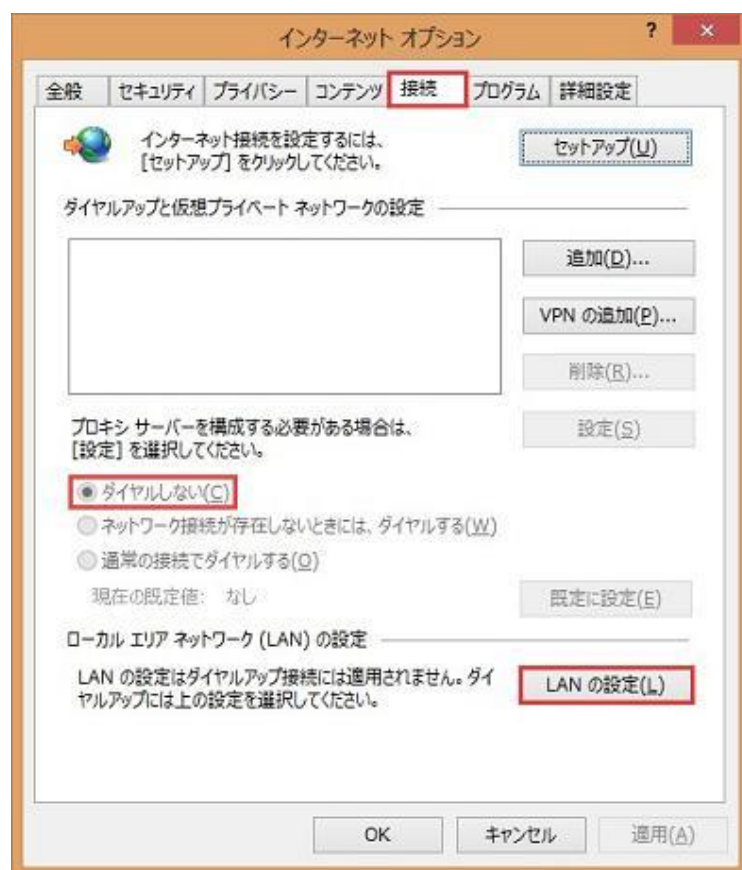 インターネット オプション
?
×
全般 セキュリティ プライバシー コンテンツ 接続 プログラム 詳細設定
インターネット接続を設定するには、
[セットアップ] をクリックしてください。
セットアップ(U)
ダイヤルアップと仮想プライベート ネットワークの設定
追加(D)...
VPN の追加(P)...
削除(R)...
プロキシ サーバーを構成する必要がある場合は、
[設定] を選択してください。
設定(S)
ダイヤルしない(C)
ネットワーク接続が存在しないときには、ダイヤルする(W)
通常の接続でダイヤルする(O)
現在の既定値: なし
既定に設定(E)
ローカル エリア ネットワーク (LAN) の設定
LAN の設定はダイヤルアップ接続には適用されません。ダイ
ヤルアップには上の設定を選択してください。
LAN の設定(L)
OK キャンセル 適用(A)